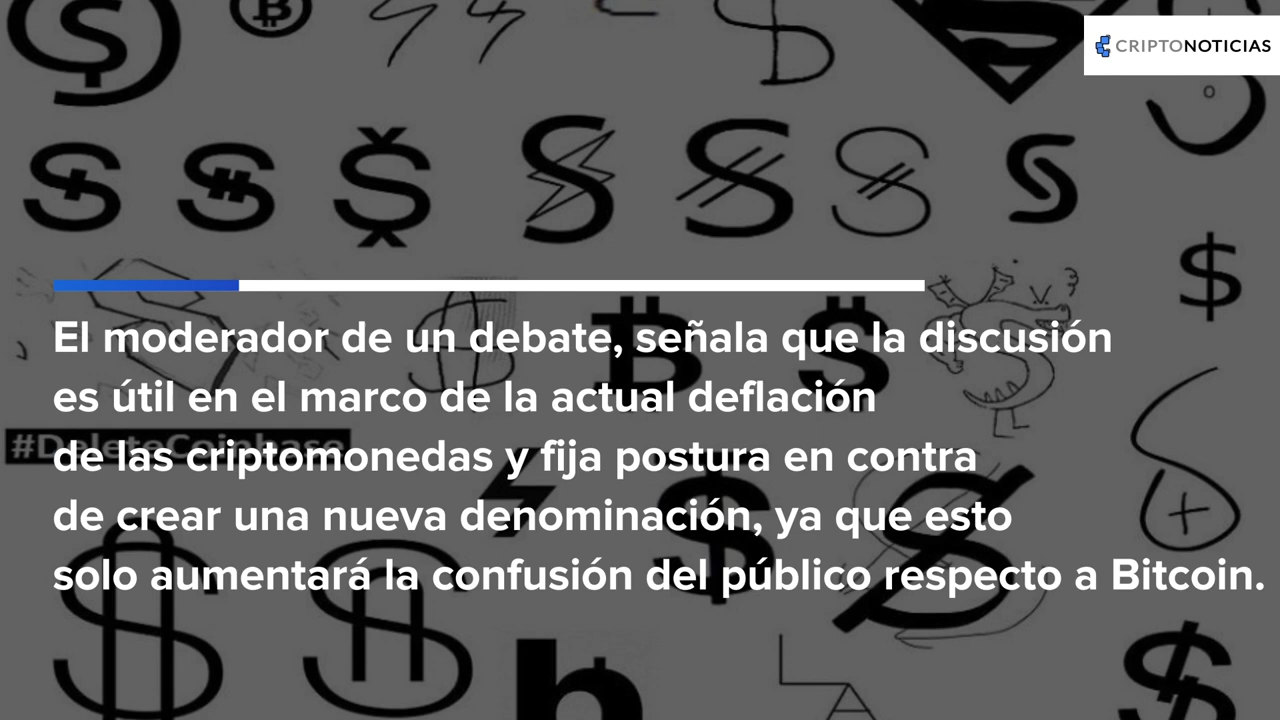 CRIPTONOTICIAS
El moderador de un debate, señala que la discusión
es útil en el marco de la actual deflación
#DeleteCoinbase
de las criptomonedas y fija postura en contra
de crear una nueva denominación, ya que esto
solo aumentará la confusión del público respecto a Bitcoin.